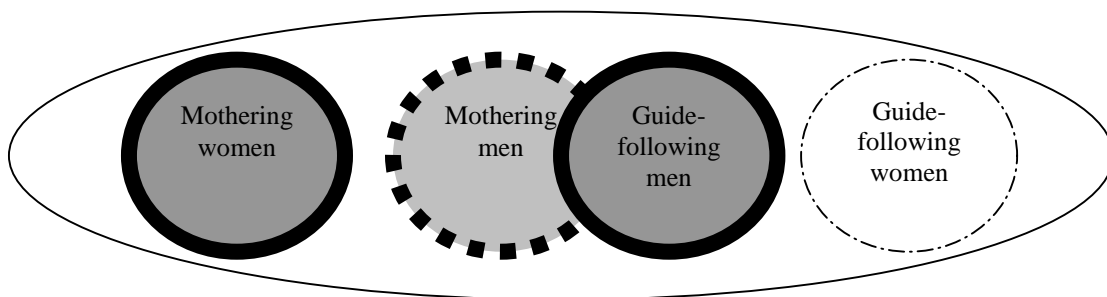 Mothering
women
Mothering
men
Guide-
following
men
Guide-
following
women